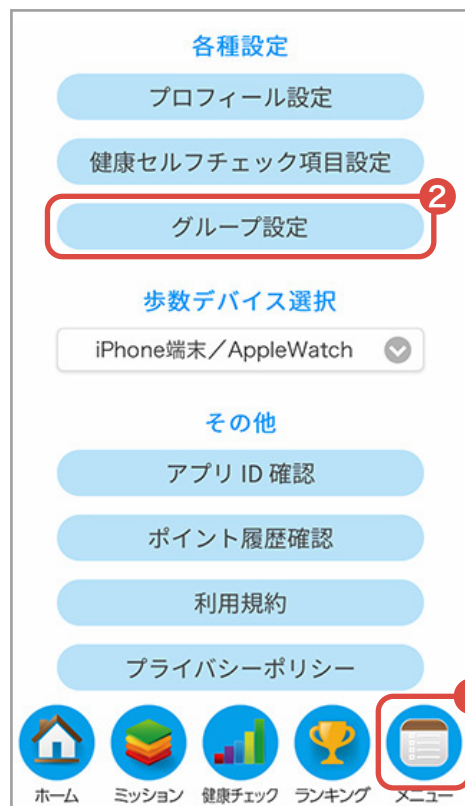 各種設定
プロフィール設定
健康セルフチェック項目設定
2
グループ設定
歩数デバイス選択
iPhone端末／AppleWatch
その他
アプリ ID 確認
ポイント履歴確認
利用規約
プライバシーポリシー
ホーム ミッション 健康チェック ランキング メニュー